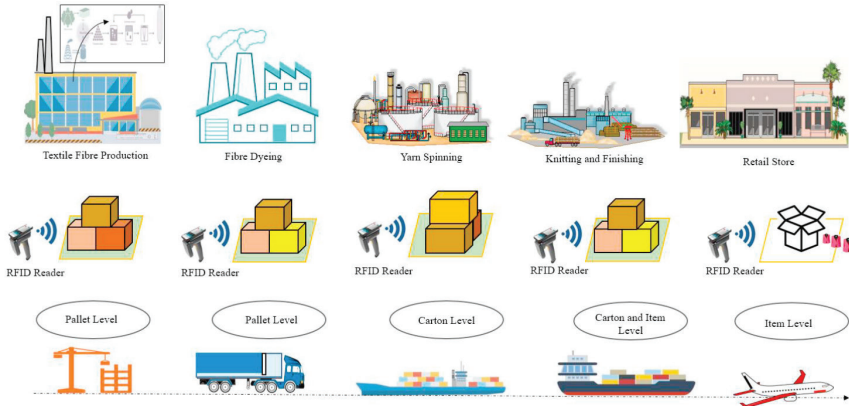 Textile Fibre Production
Fibre Dyeing
Yarn Spinning
Knitting and Finishing
Retail Store
RFID Reader
RFID Reader
RFID Reader
RFID Reader
RFID Reader
Pallet Level
Pallet Level
Carton Level
Carton and Item
Level
Item Level